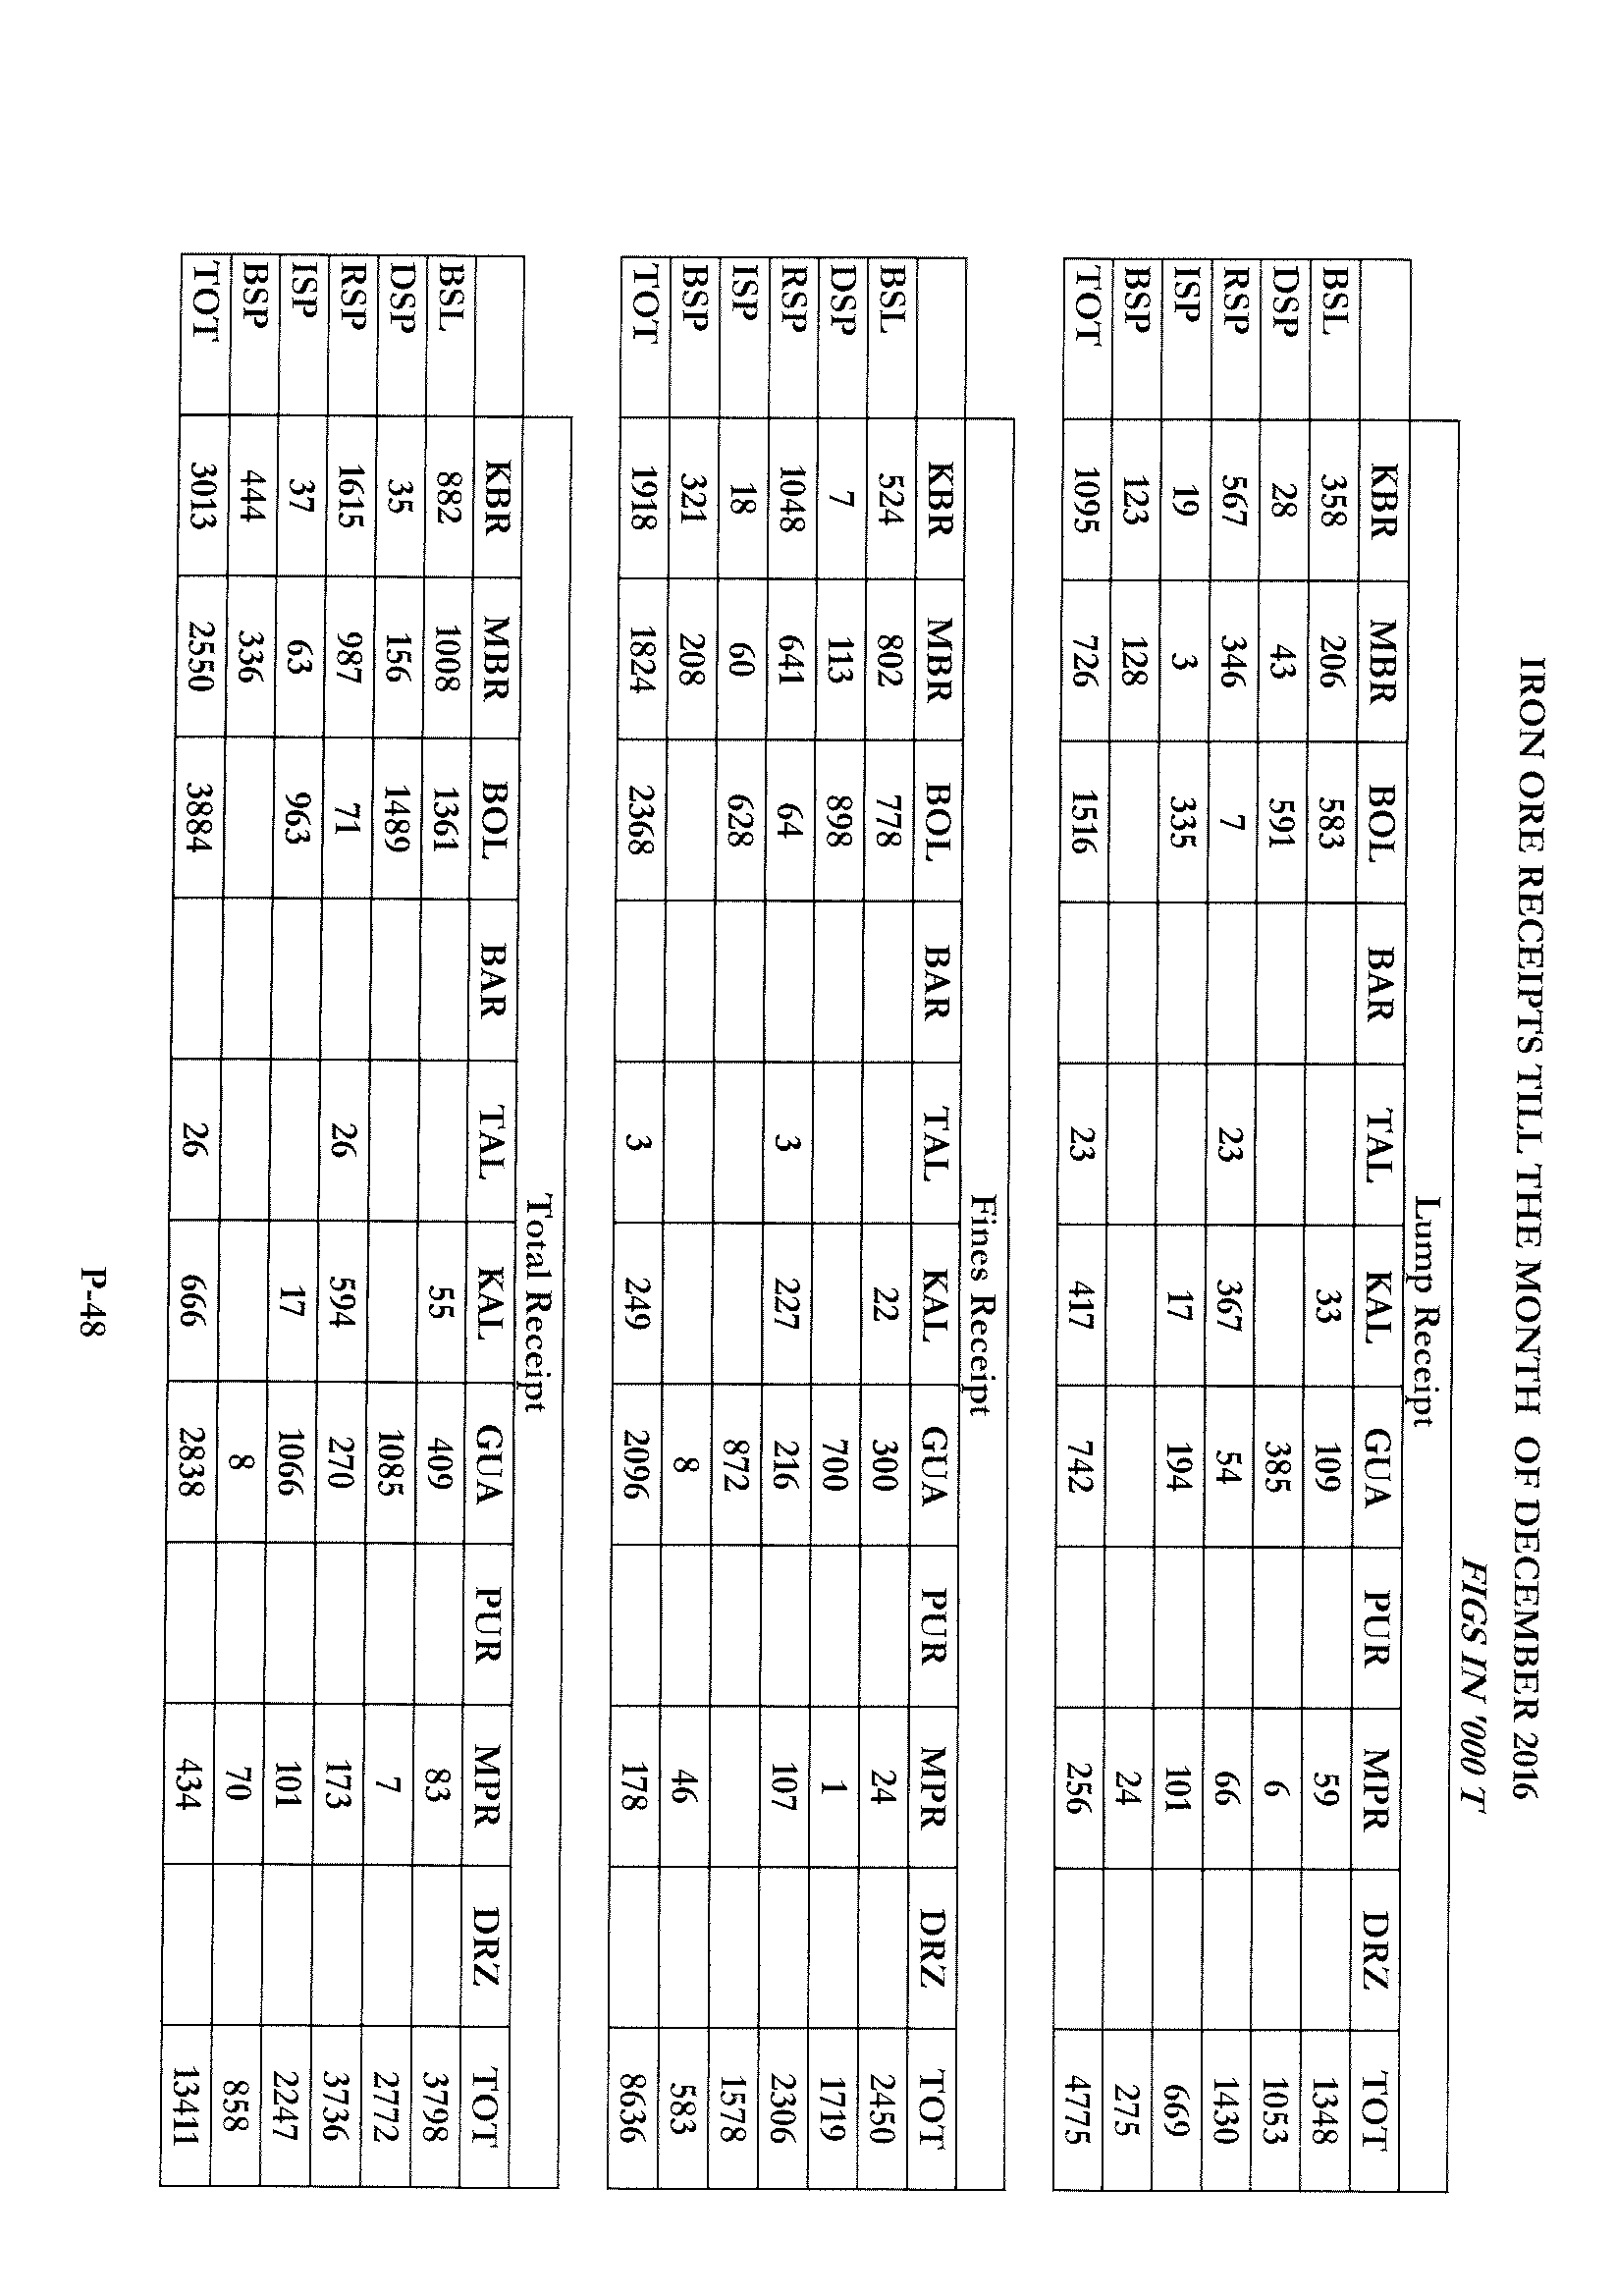 IRON ORE RECEIPTS TILL THE MONTH OF DECEMBER 2016
FIGS IN '000 T
Lump Receipt
KBR MBR BOL BAR TAL KAL GUA PUR MPR DRZ TOT
BSL 358 206 583 33 109 59 1348
DSP 28 43 591 385 6 1053
RSP 567 346 7 23 367 54 66 1430
ISP 19 3 335 17 194 101 669
BSP 123 128 24 275
TOT 1095 726 1516 23 417 742 256 4775
Fines Receipt
KBR MBR BOL BAR TAL KAL GUA PUR MPR DRZ TOT
BSL 524 802 778 22 300 24 2450
DSP 7 113 898 700 1 1719
RSP 1048 641 64 3 227 216 107 2306
ISP 18 60 628 872 1578
BSP 321 208 8 46 583
TOT 1918 1824 2368 3 249 2096 178 8636
Total Receipt
KBR MBR BOL BAR TAL KAL GUA PUR MPR DRZ TOT
BSL 882 1008 1361 55 409 83 3798
DSP 35 156 1489 1085 7 2772
RSP 1615 987 71 26 594 270 173 3736
ISP 37 63 963 17 1066 101 2247
BSP 444 336 8 70 858
TOT 3013 2550 3884 26 666 2838 434 13411
P-48